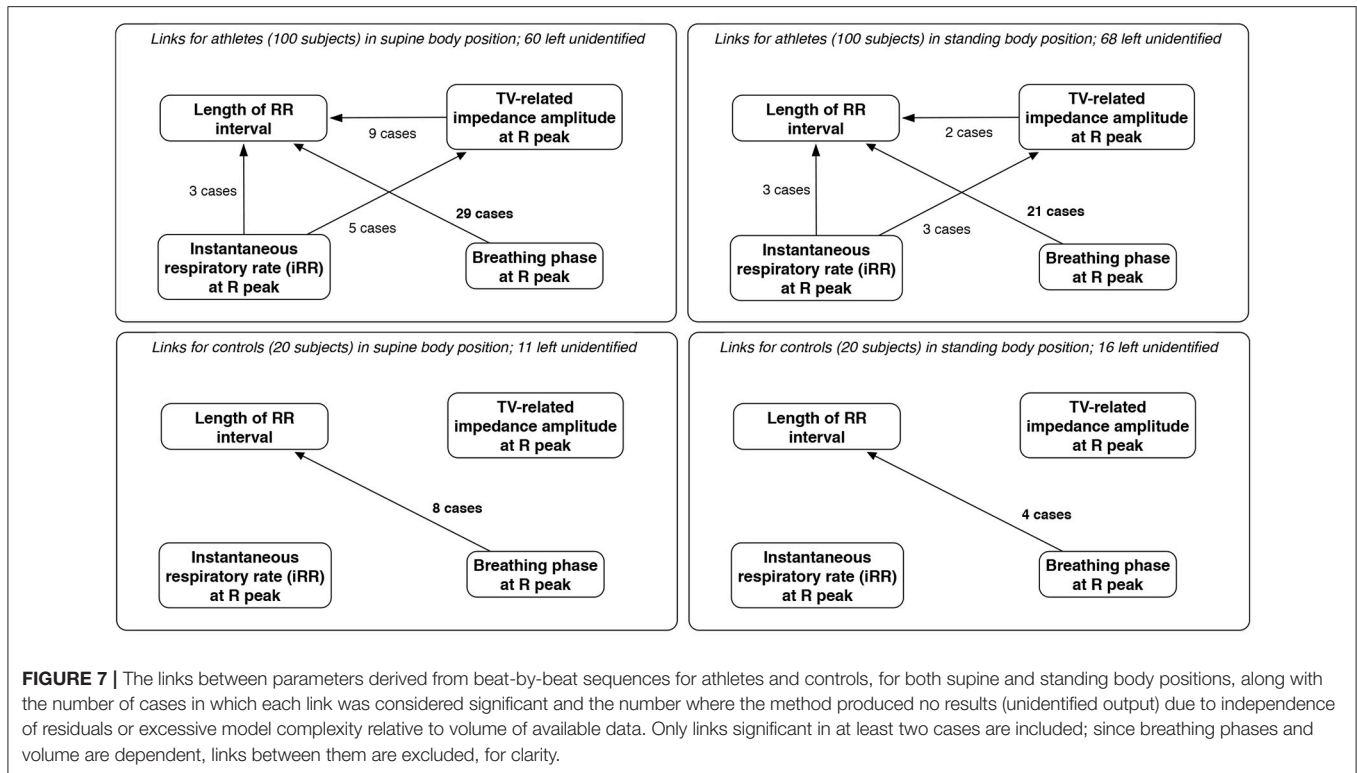 Links for athletes (100 subjects) in supine body position; 60 left unidentified
Length of RR
interval
TV-related
impedance amplitude
at R peak
9 cases
3 cases
29 cases
5 cases
Instantaneous
respiratory rate (iRR)
at R peak
Breathing phase
at R peak
Links for athletes (100 subjects) in standing body position; 68 left unidentified
Length of RR
interval
TV-related
impedance amplitude
at R peak
2 cases
3 cases
21 cases
3 cases
Instantaneous
respiratory rate (iRR)
at R peak
Breathing phase
at R peak
Links for controls (20 subjects) in supine body position; 11 left unidentified
Length of RR
interval
TV-related
impedance amplitude
at R peak
8 cases
Instantaneous
respiratory rate (iRR)
at R peak
Breathing phase
at R peak
Links for controls (20 subjects) in standing body position; 16 left unidentified
Length of RR
interval
TV-related
impedance amplitude
at R peak
4 cases
Instantaneous
respiratory rate (iRR)
at R peak
Breathing phase
at R peak
FIGURE 7 | The links between parameters derived from beat-by-beat sequences for athletes and controls, for both supine and standing body positions, along with
the number of cases in which each link was considered significant and the number where the method produced no results (unidentified output) due to independence
of residuals or excessive model complexity relative to volume of available data. Only links significant in at least two cases are included; since breathing phases and
volume are dependent, links between them are excluded, for clarity.